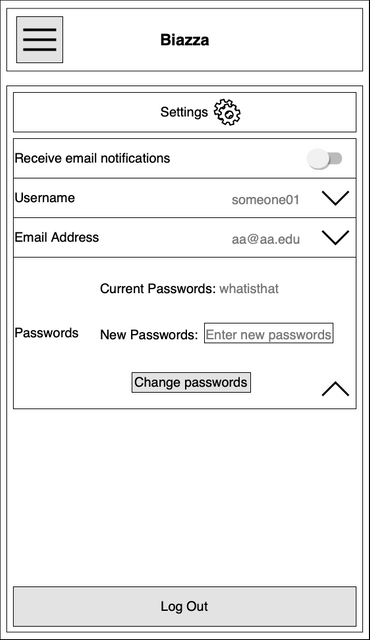 Biazza
Settings
Receive email notifications
Username someone01
Email Address aa@aa.edu
Current Passwords: whatisthat
Passwords New Passwords: Enter new passwords
Change passwords
Log Out